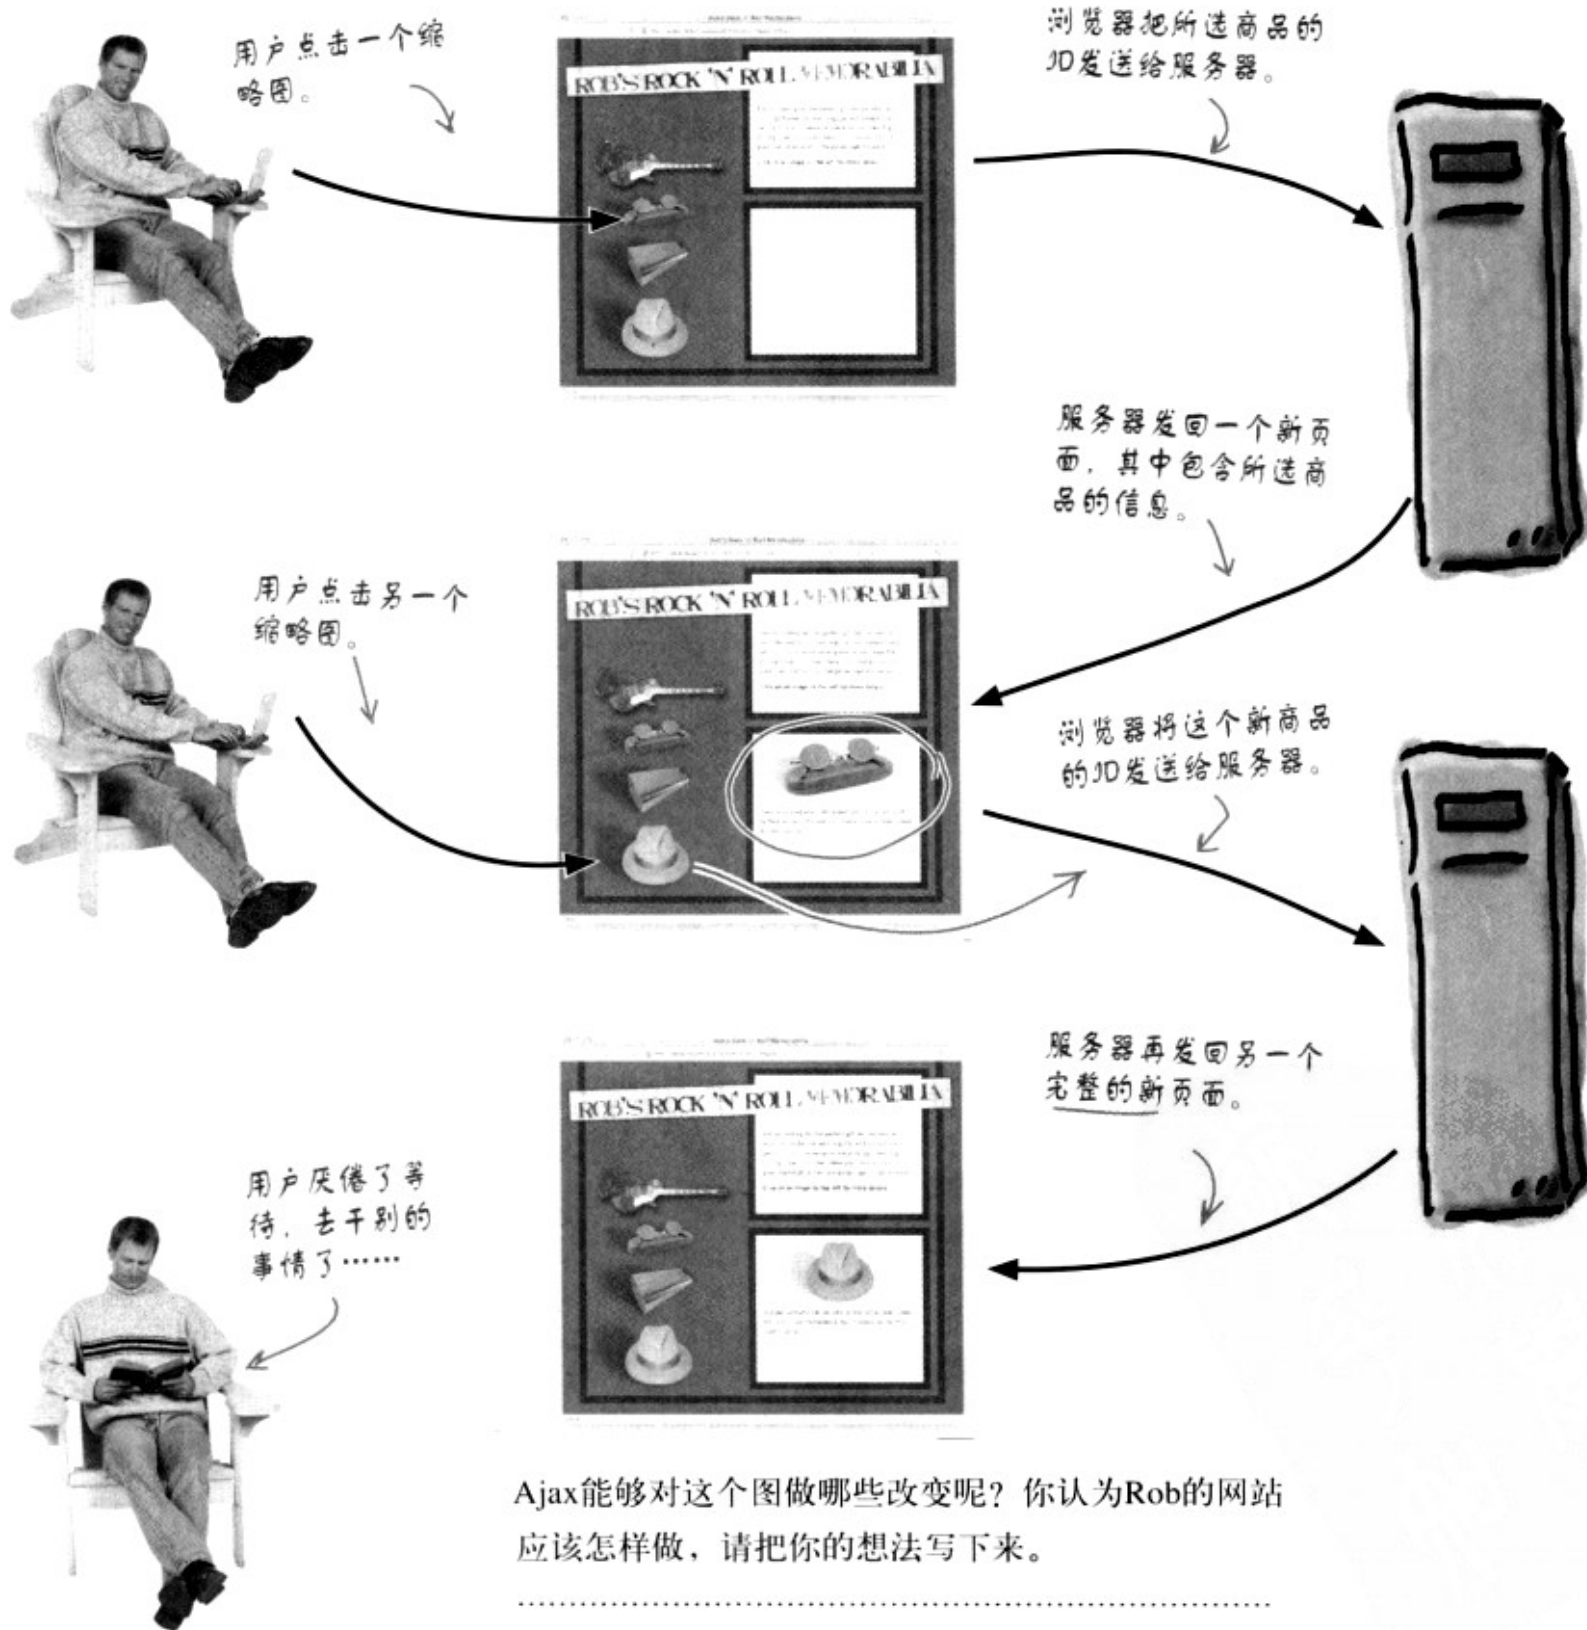 用户点击一个缩
略图。
ROB'S ROCK 'N' ROLL MEMORABILIA
浏览器把所选商品的
ID发送给服务器。
服务器发回一个新页
面，其中包含所选商
品的信息。
用户点击另一个
缩略图。
ROB'S ROCK 'N' ROLL MEMORABILIA
浏览器将这个新商品
的ID发送给服务器。
服务器再发回另一个
完整的新页面。
ROB'S ROCK 'N' ROLL MEMORABILIA
用户厌倦了等
待，去干别的
事情了……
Ajax能够对这个图做哪些改变呢？你认为Rob的网站
应该怎样做，请把你的想法写下来。